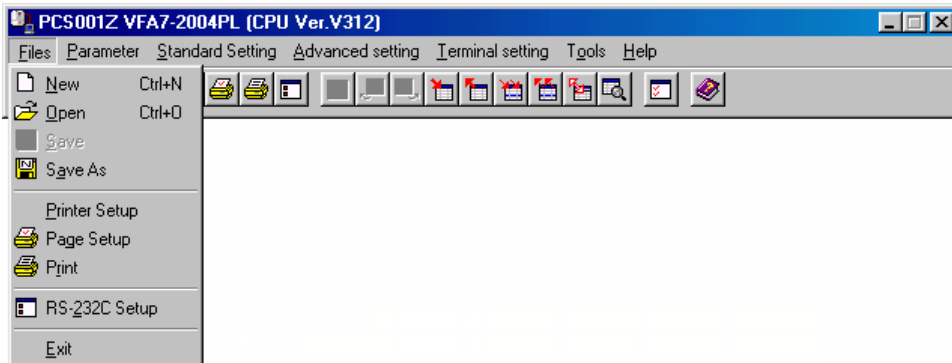 PCS001Z VFA7-2004PL (CPU Ver.V312)
Files Parameter Standard Setting Advanced setting Terminal setting Tools Help
New Ctrl+N
Open Ctrl+O
Save
Save As
Printer Setup
Page Setup
Print
RS-232C Setup
Exit